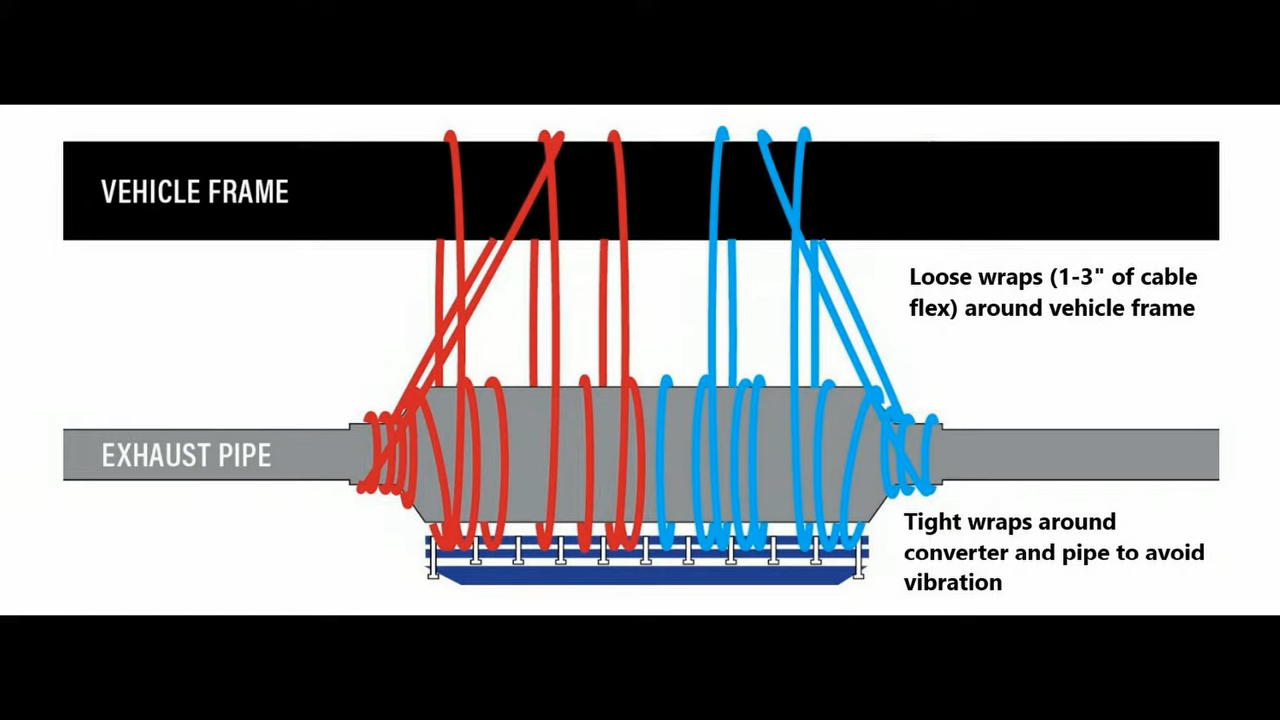 VEHICLE FRAME
Loose wraps (1-3" of cable
flex) around vehicle frame
EXHAUST PIPE
Tight wraps around
converter and pipe to avoid
vibration